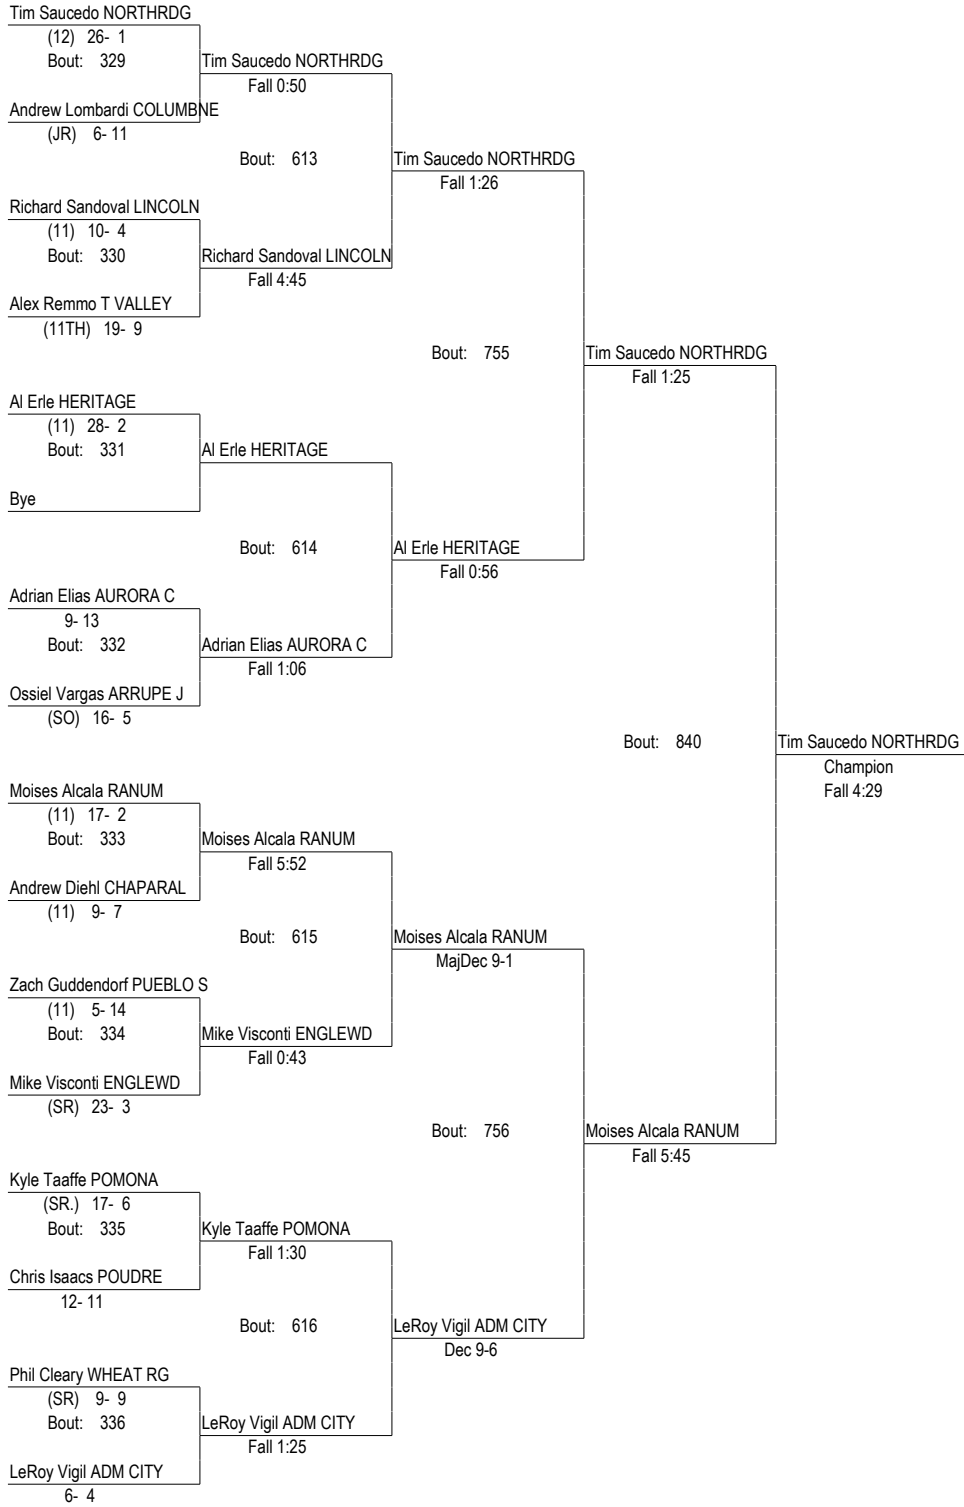 Tim Saucedo NORTHRDG
(12) 26- 1
Bout: 329
Tim Saucedo NORTHRDG
Fall 0:50
Andrew Lombardi COLUMBNE
(JR) 6- 11
Bout: 613
Tim Saucedo NORTHRDG
Fall 1:26
Richard Sandoval LINCOLN
(11) 10- 4
Bout: 330
Richard Sandoval LINCOLN
Fall 4:45
Alex Remmo T VALLEY
(11TH) 19- 9
Bout: 755
Tim Saucedo NORTHRDG
Fall 1:25
Al Erle HERITAGE
(11) 28- 2
Bout: 331
Al Erle HERITAGE
Bye
Bout: 614
Al Erle HERITAGE
Fall 0:56
Adrian Elias AURORA C
9- 13
Bout: 332
Adrian Elias AURORA C
Fall 1:06
Ossiel Vargas ARRUPE J
(SO) 16- 5
Bout: 840
Tim Saucedo NORTHRDG
Champion
Fall 4:29
Moises Alcala RANUM
(11) 17- 2
Bout: 333
Moises Alcala RANUM
Fall 5:52
Andrew Diehl CHAPARAL
(11) 9- 7
Bout: 615
Moises Alcala RANUM
MajDec 9-1
Zach Guddendorf PUEBLO S
(11) 5- 14
Bout: 334
Mike Visconti ENGLEWD
Fall 0:43
Mike Visconti ENGLEWD
(SR) 23- 3
Bout: 756
Moises Alcala RANUM
Fall 5:45
Kyle Taaffe POMONA
(SR.) 17- 6
Bout: 335
Kyle Taaffe POMONA
Fall 1:30
Chris Isaacs POUDRE
12- 11
Bout: 616
LeRoy Vigil ADM CITY
Dec 9-6
Phil Cleary WHEAT RG
(SR) 9- 9
Bout: 336
LeRoy Vigil ADM CITY
Fall 1:25
LeRoy Vigil ADM CITY
6- 4